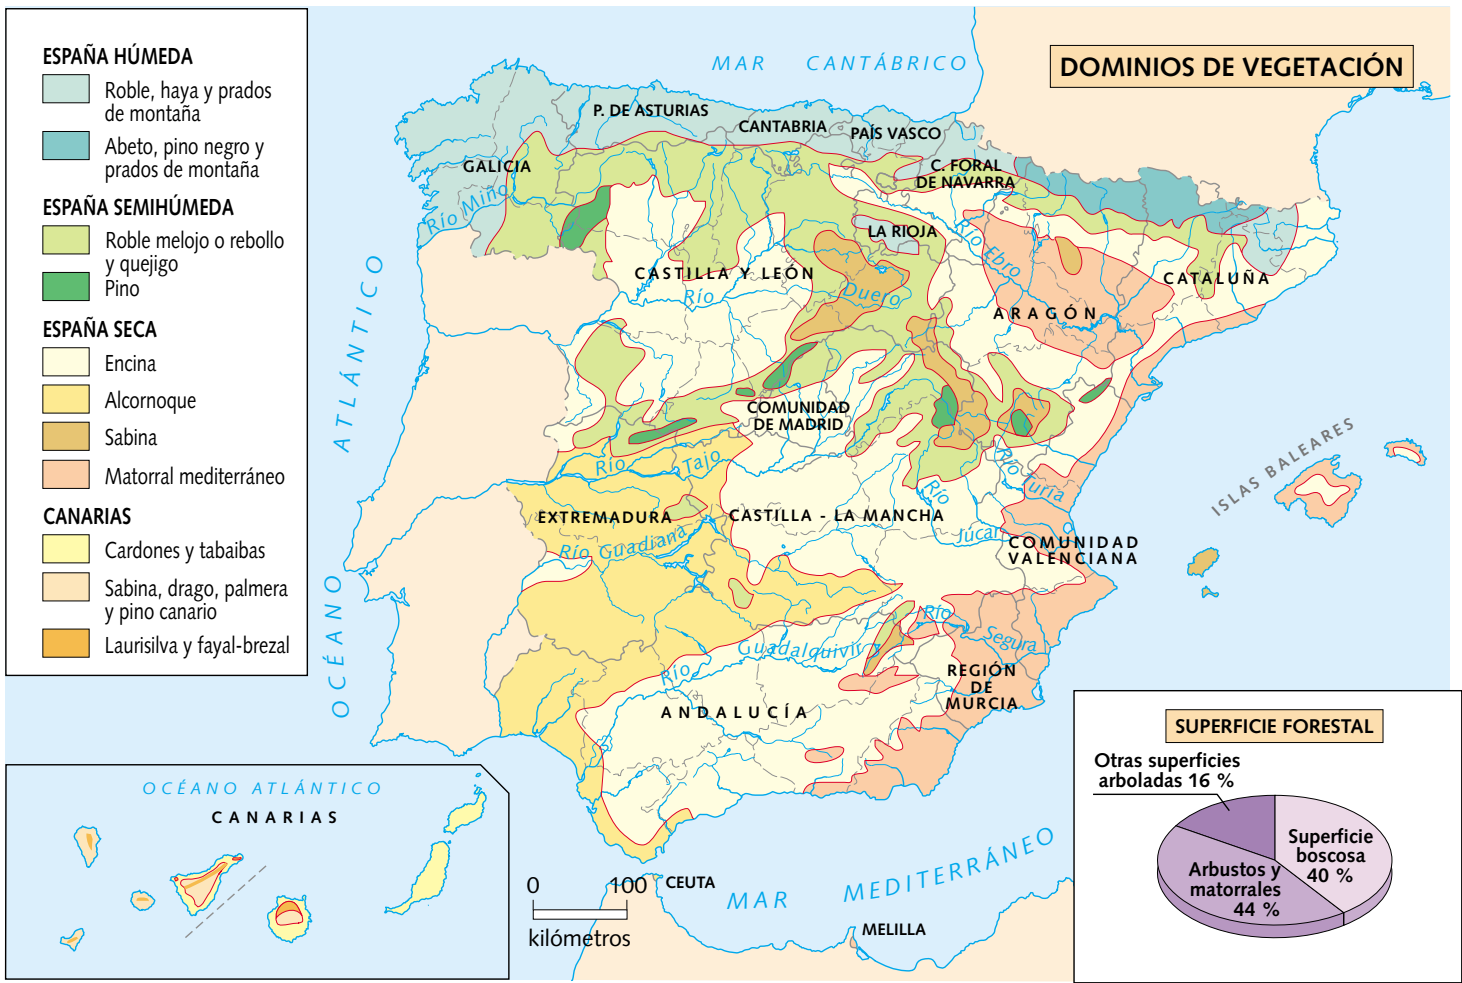 ESPAÑA HÚMEDA
Roble, haya y prados
de montaña
Abeto, pino negro y
prados de montaña
ESPAÑA SEMIHÚMEDA
Roble melojo o rebollo
y quejigo
Pino
ESPAÑA SECA
Encina
Alcornoque
Sabina
Matorral mediterráneo
CANARIAS
Cardones y tabaibas
Sabina, drago, palmera
y pino canario
Laurisilva y fayal-brezal
DOMINIOS DE VEGETACIÓN
MAR CANTÁBRICO
P. DE ASTURIAS
CANTABRIA
PAÍS VASCO
GALICIA
C. FORAL
DE NAVARRA
Río Miño
LA RIOJA
Río Ebro
CASTILLA Y LEÓN
CATALUÑA
Río Duero
ARAGÓN
OCÉANO ATLÁNTICO
COMUNIDAD
DE MADRID
ISLAS BALEARES
Río Tajo
Río Turia
EXTREMADURA
CASTILLA - LA MANCHA
Río Júcar
Río Guadiana
COMUNIDAD
VALENCIANA
Río Segura
Río Guadalquivir
REGIÓN
DE
MURCIA
ANDALUCÍA
MAR MEDITERRÁNEO
CEUTA
MELILLA
0 100
kilómetros
OCÉANO ATLÁNTICO
CANARIAS
SUPERFICIE FORESTAL
Otras superficies
arboladas 16 %
Superficie
boscosa
40 %
Arbustos y
matorrales
44 %